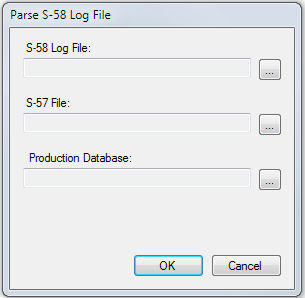 Parse S-58 Log File
S-58 Log File:
...
S-57 File:
...
Production Database:
...
OK Cancel